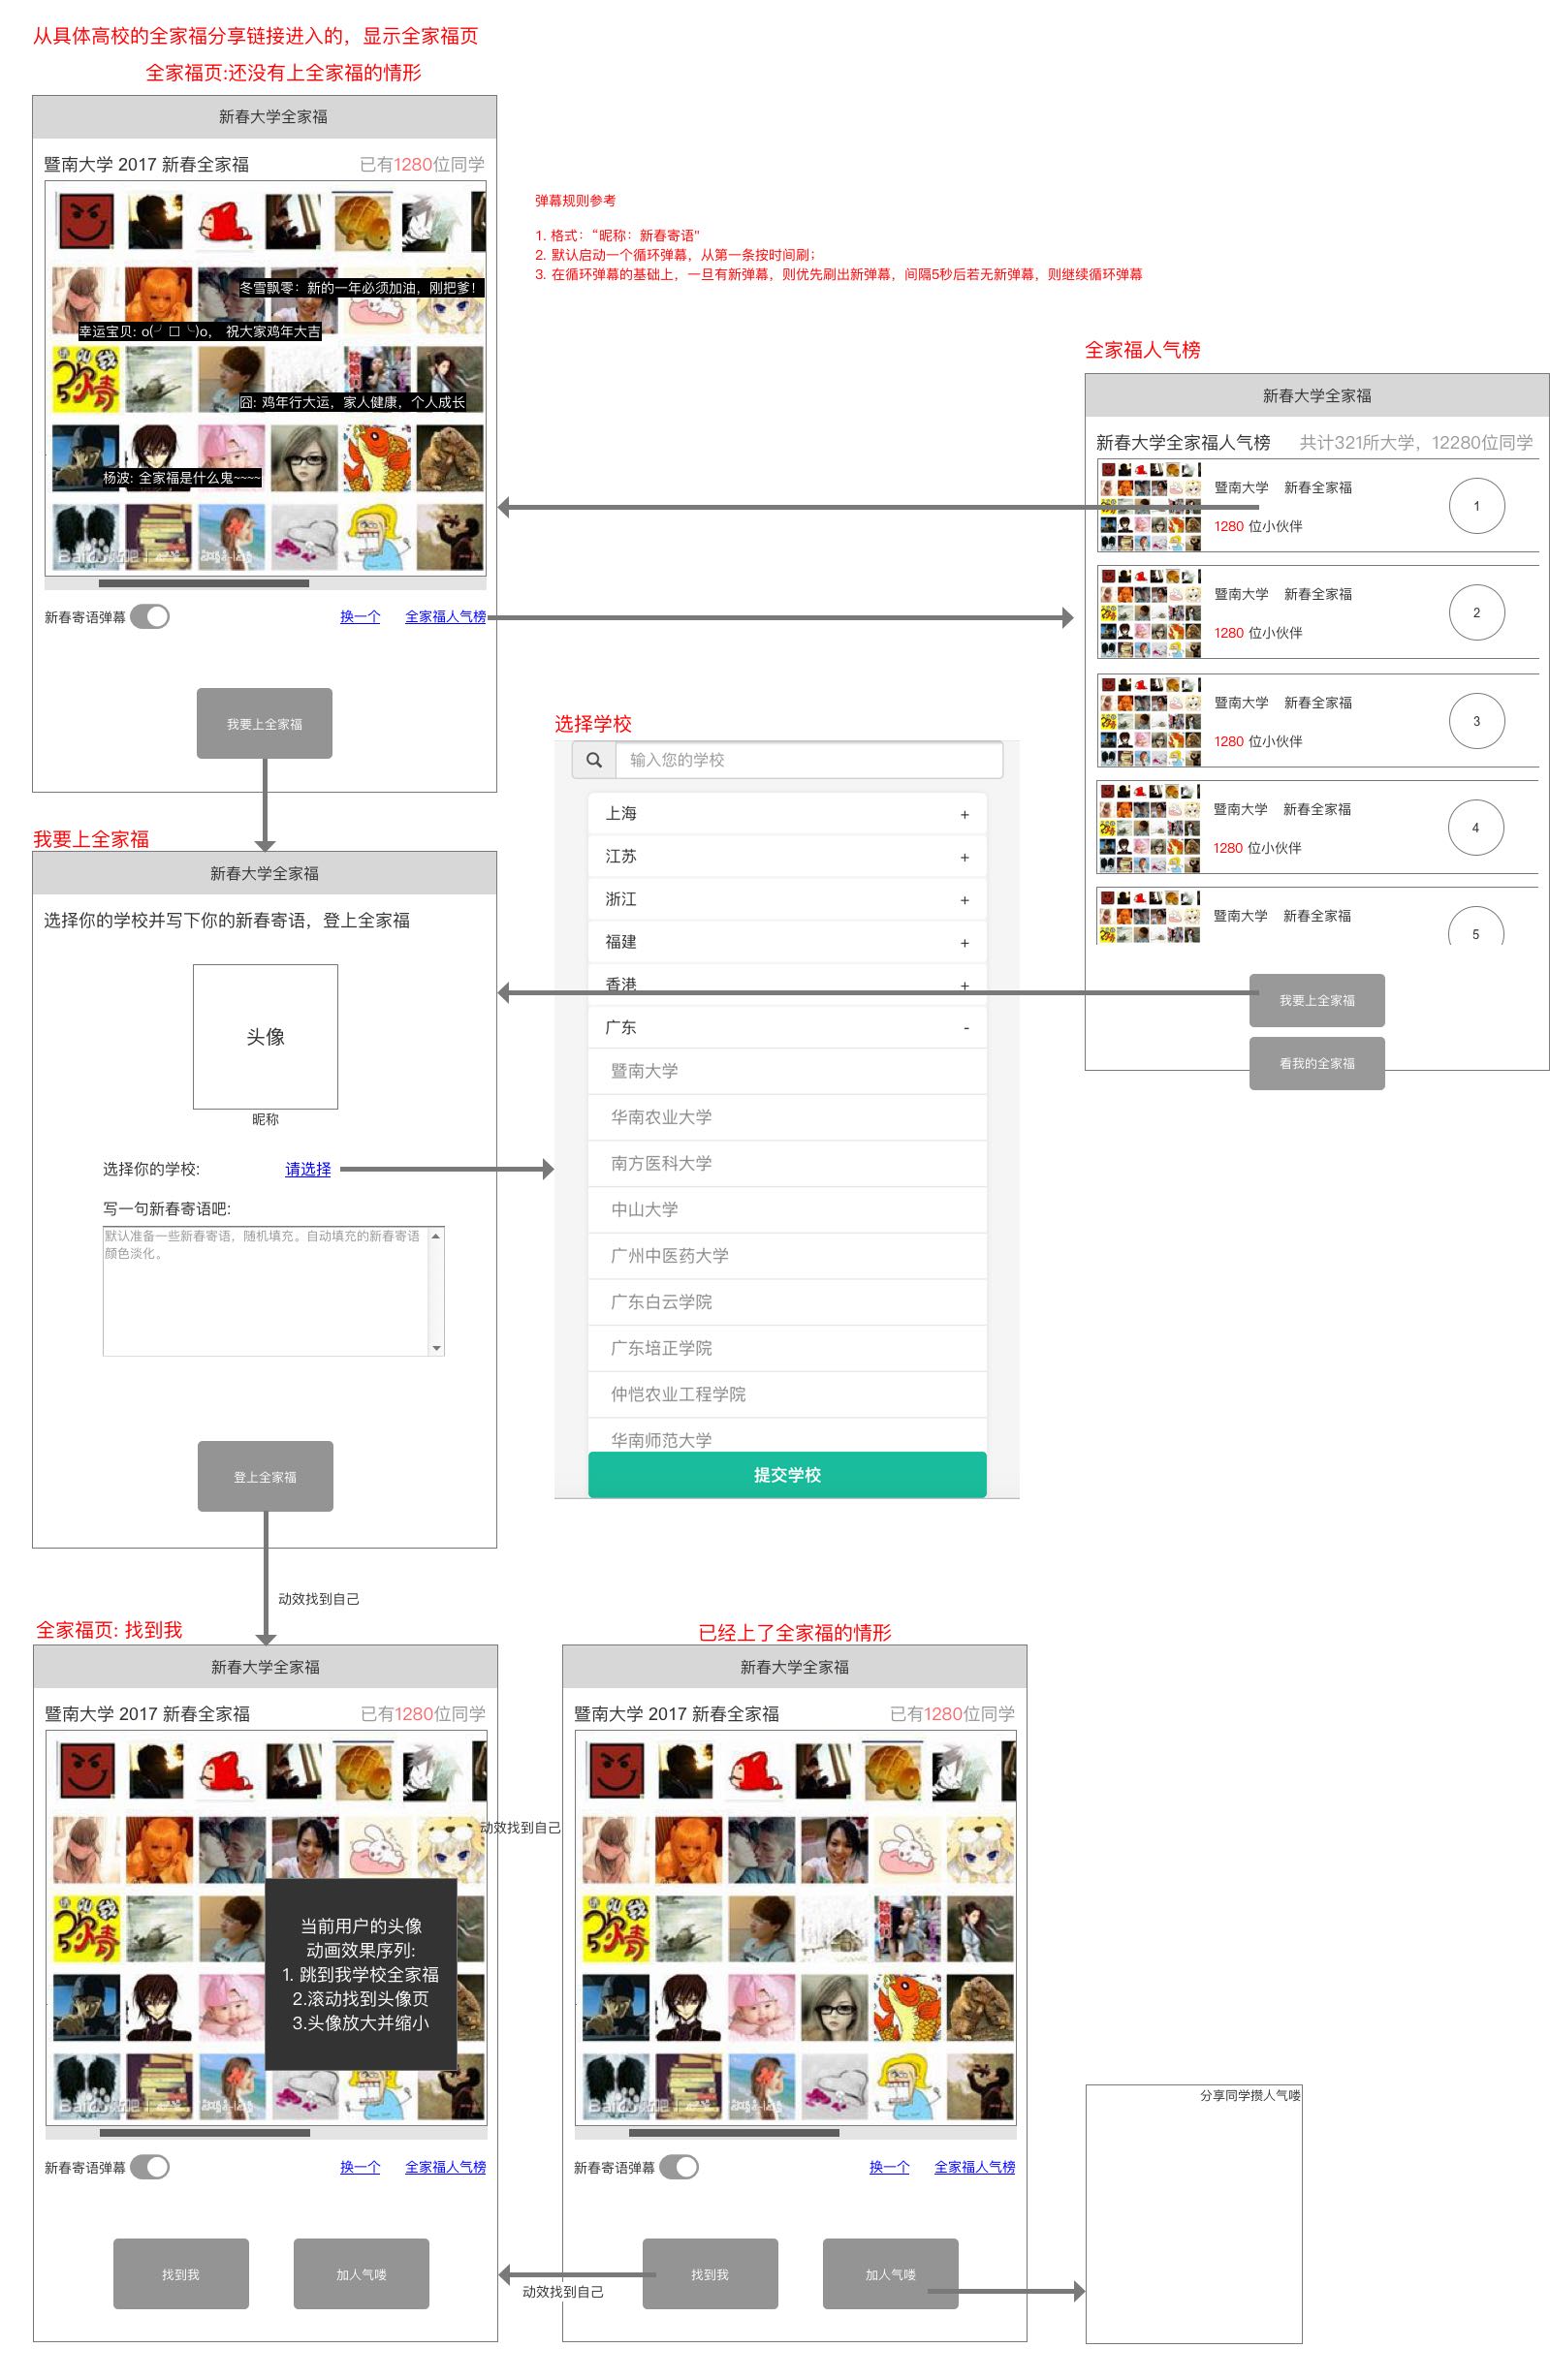 从具体高校的全家福分享链接进入的，显示全家福页
全家福页:还没有上全家福的情形
新春大学全家福
暨南大学 2017 新春全家福
已有1280位同学
冬雪飘零：新的一年必须加油，刚把爹！
幸运宝贝: o(╯□╰)o， 祝大家鸡年大吉
囧: 鸡年行大运，家人健康，个人成长
杨波: 全家福是什么鬼~~~~
新春寄语弹幕
换一个
全家福人气榜
我要上全家福
弹幕规则参考
1. 格式：“昵称：新春寄语"
2. 默认启动一个循环弹幕，从第一条按时间刷；
3. 在循环弹幕的基础上，一旦有新弹幕，则优先刷出新弹幕，间隔5秒后若无新弹幕，则继续循环弹幕
全家福人气榜
新春大学全家福
新春大学全家福人气榜
共计321所大学，12280位同学
暨南大学 新春全家福
1280 位小伙伴
1
暨南大学 新春全家福
1280 位小伙伴
2
暨南大学 新春全家福
1280 位小伙伴
3
暨南大学 新春全家福
1280 位小伙伴
4
暨南大学 新春全家福
5
我要上全家福
看我的全家福
我要上全家福
新春大学全家福
选择你的学校并写下你的新春寄语，登上全家福
头像
昵称
选择你的学校:
请选择
写一句新春寄语吧:
默认准备一些新春寄语，随机填充。自动填充的新春寄语
颜色淡化。
登上全家福
动效找到自己
选择学校
输入您的学校
上海 +
江苏 +
浙江 +
福建 +
香港 +
广东 -
暨南大学
华南农业大学
南方医科大学
中山大学
广州中医药大学
广东白云学院
广东培正学院
仲恺农业工程学院
华南师范大学
提交学校
全家福页: 找到我
新春大学全家福
暨南大学 2017 新春全家福
已有1280位同学
动效找到自己
当前用户的头像
动画效果序列:
1. 跳到我学校全家福
2.滚动找到头像页
3.头像放大并缩小
新春寄语弹幕
换一个
全家福人气榜
找到我
加人气喽
动效找到自己
已经上了全家福的情形
新春大学全家福
暨南大学 2017 新春全家福
已有1280位同学
新春寄语弹幕
换一个
全家福人气榜
找到我
加人气喽
分享同学攒人气喽